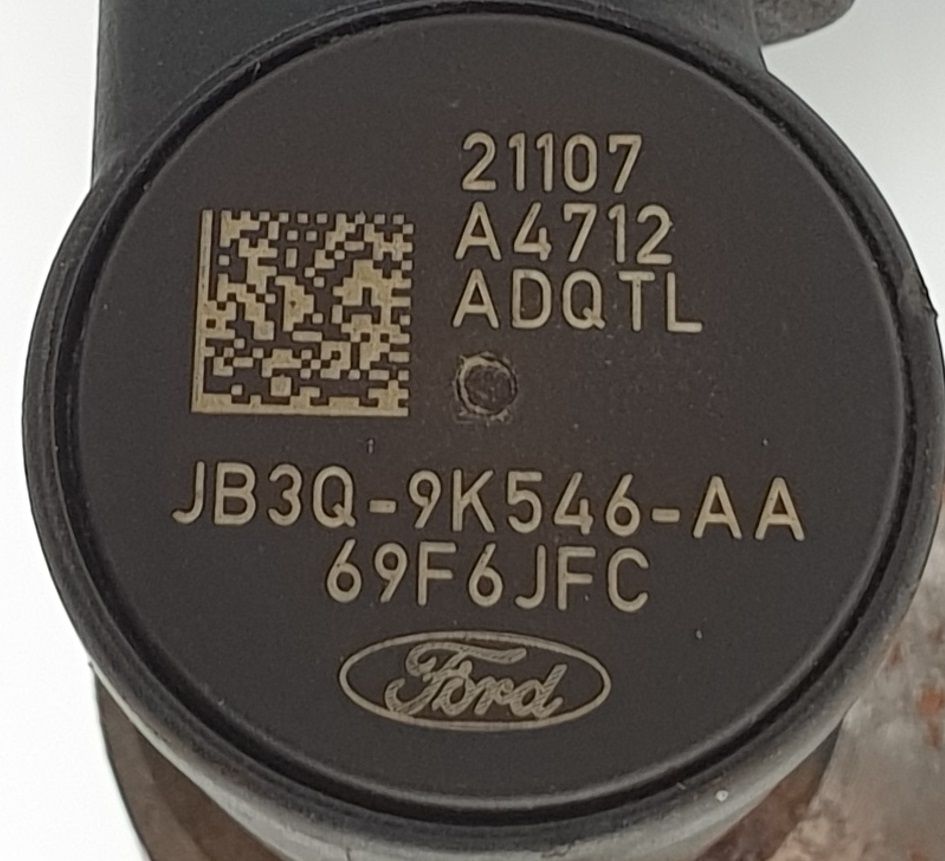 21107
A4712
ADQTL
JB3Q-9K546-AA
69F6JFC
Ford